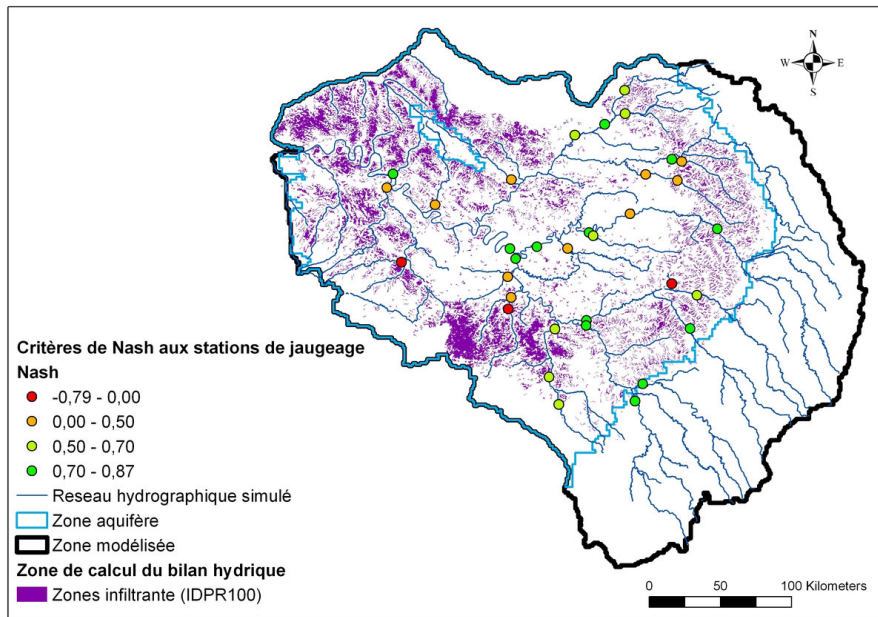 N
W E
S
Critères de Nash aux stations de jaugeage
Nash
-0,79 - 0,00
0,00 - 0,50
0,50 - 0,70
0,70 - 0,87
Reseau hydrographique simulé
Zone aquifère
Zone modélisée
Zone de calcul du bilan hydrique
Zones infiltrante (IDPR100)
0 50 100 Kilometers